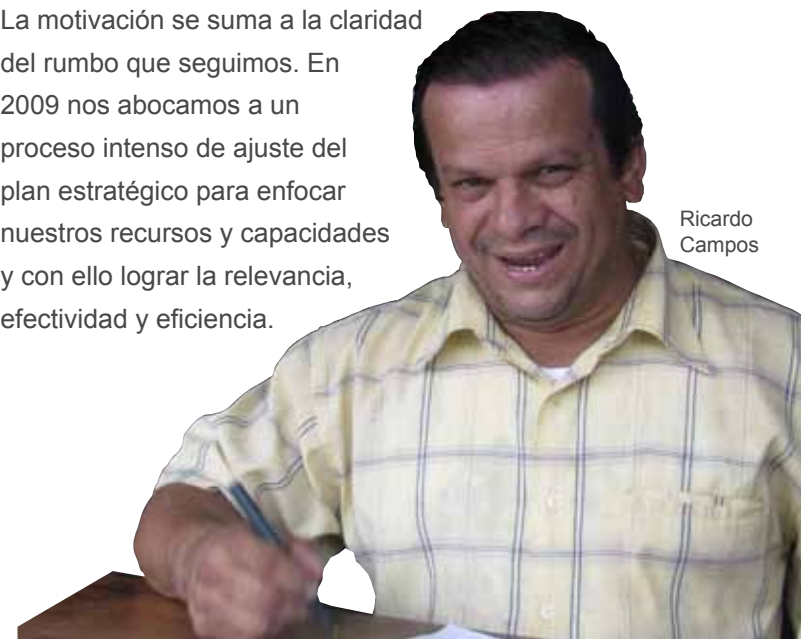 La motivación se suma a la claridad
del rumbo que seguimos. En
2009 nos abocamos a un
proceso intenso de ajuste del
plan estratégico para enfocar
nuestros recursos y capacidades
y con ello lograr la relevancia,
efectividad y eficiencia.
Ricardo
Campos